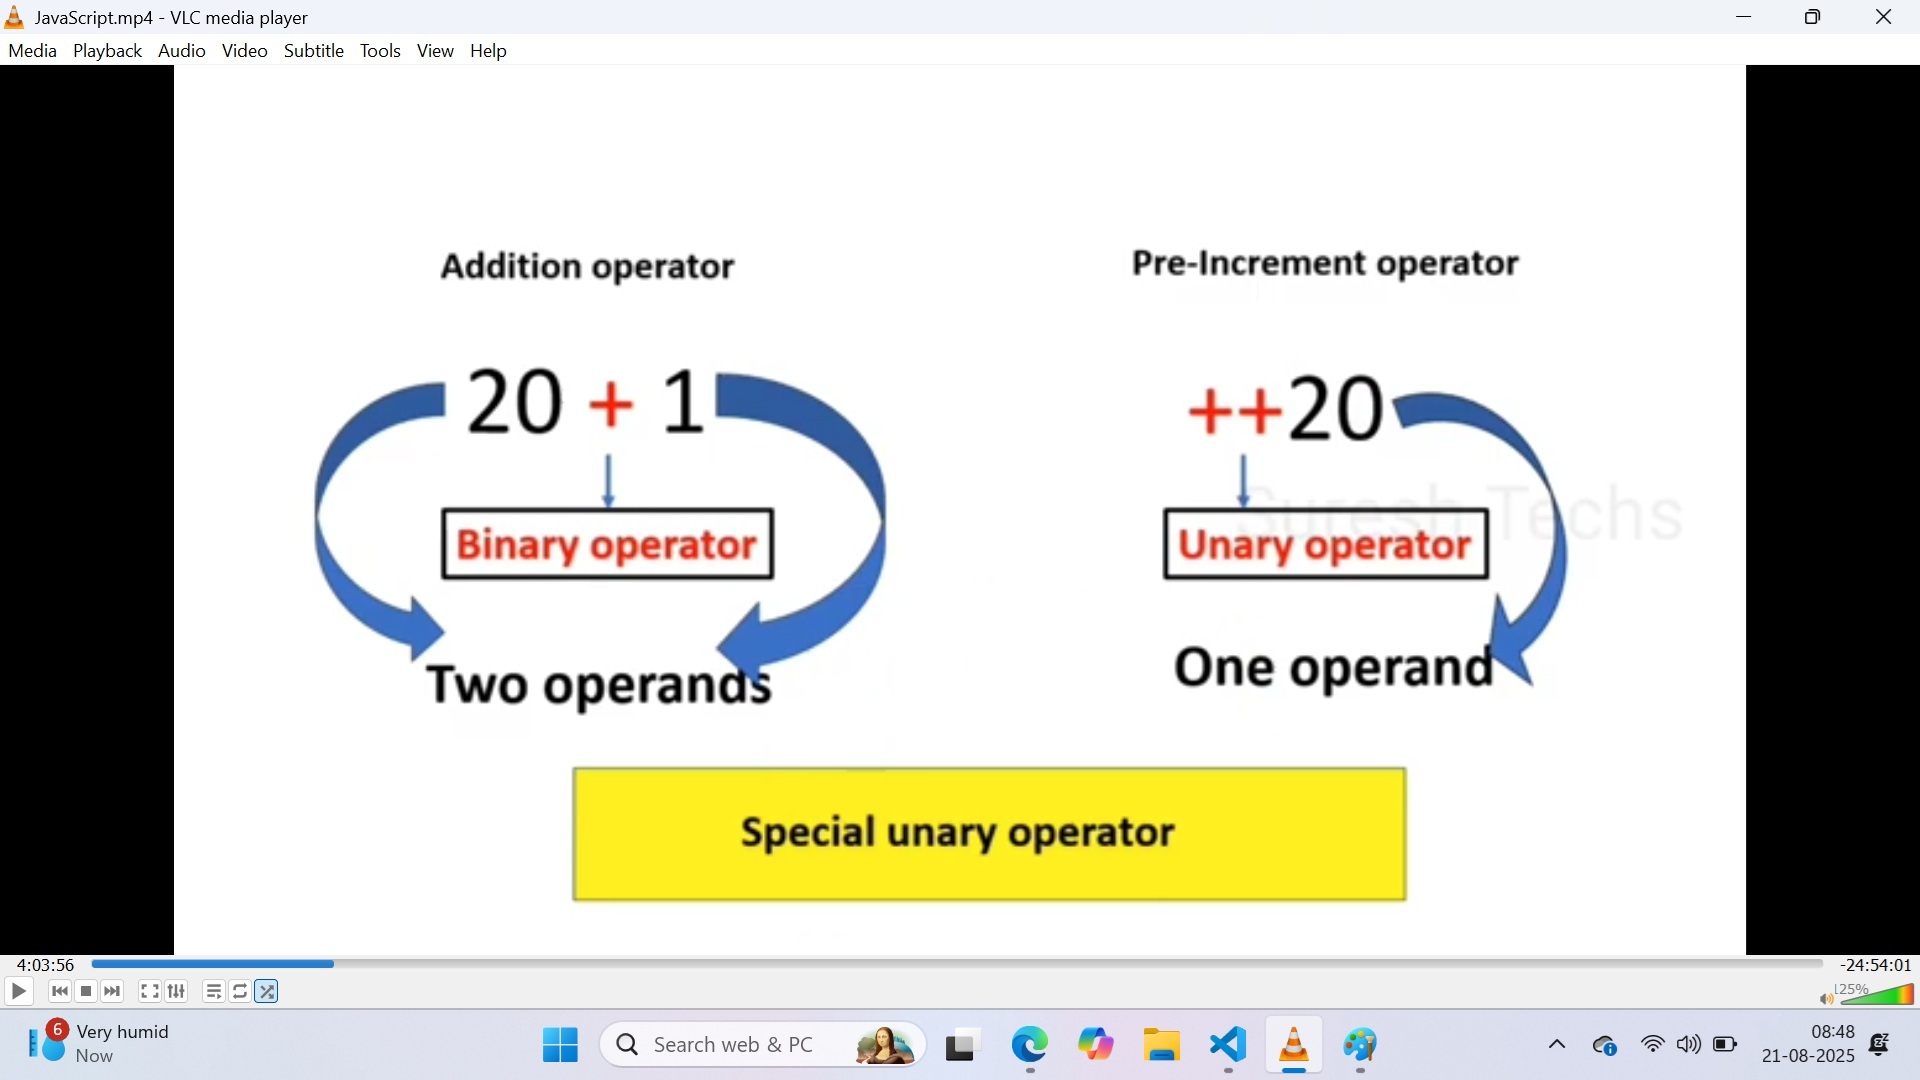 JavaScript.mp4 - VLC media player
Media Playback Audio Video Subtitle Tools View Help
Addition operator
Pre-Increment operator
20 + 1
++20
Binary operator
Unary operator
Suresh Techs
Two operands
One operand
Special unary operator
4:03:56
-24:54:01
125%
6
Very humid
Now
Search web & PC
08:48
21-08-2025